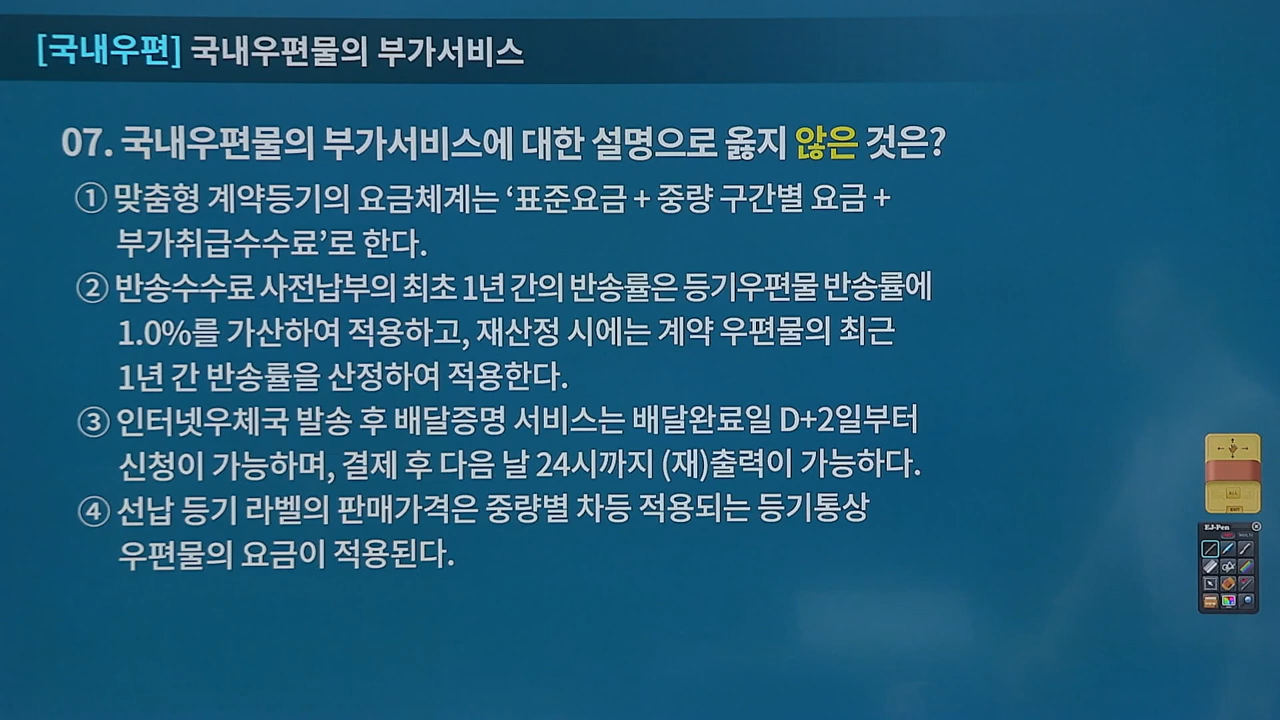 [국내우편] 국내우편물의 부가서비스
07. 국내우편물의 부가서비스에 대한 설명으로 옳지 않은 것은?
① 맞춤형 계약등기의 요금체계는 ‘표준요금 + 중량 구간별 요금 +
부가취급수수료’로 한다.
② 반송수수료 사전납부의 최초 1년 간의 반송률은 등기우편물 반송률에
1.0%를 가산하여 적용하고, 재산정 시에는 계약 우편물의 최근
1년 간 반송률을 산정하여 적용한다.
③ 인터넷우체국 발송 후 배달증명 서비스는 배달완료일 D+2일부터
신청이 가능하며, 결제 후 다음 날 24시까지 (재)출력이 가능하다.
④ 선납 등기 라벨의 판매가격은 중량별 차등 적용되는 등기통상
우편물의 요금이 적용된다.
ALL
EXIT
EJ-Pen